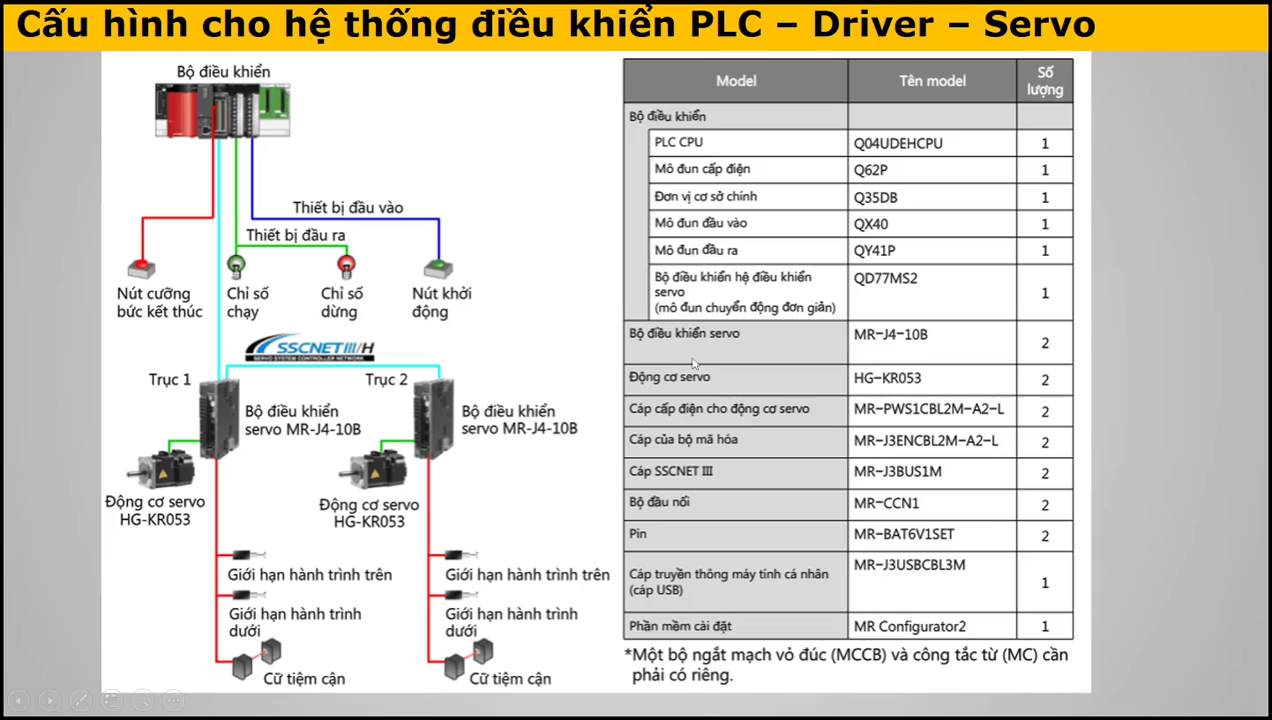 Cấu hình cho hệ thống điều khiển PLC – Driver – Servo
Bộ điều khiển
Thiết bị đầu vào
Thiết bị đầu ra
Nút cưỡng
bức kết thúc
Chỉ số
chạy
Chỉ số
dừng
Nút khởi
động
SSCNETIII/H
SERVO SYSTEM CONTROLLER NETWORK
Trục 1
Bộ điều khiển
servo MR-J4-10B
Trục 2
Bộ điều khiển
servo MR-J4-10B
Động cơ servo
HG-KR053
Động cơ servo
HG-KR053
Giới hạn hành trình trên
Giới hạn hành trình trên
Giới hạn hành trình
dưới
Giới hạn hành trình
dưới
Cữ tiệm cận
Cữ tiệm cận
Model Tên model Số
lượng
Bộ điều khiển
PLC CPU Q04UDEHCPU 1
Mô đun cấp điện Q62P 1
Đơn vị cơ sở chính Q35DB 1
Mô đun đầu vào QX40 1
Mô đun đầu ra QY41P 1
Bộ điều khiển hệ điều khiển
servo
(mô đun chuyển động đơn giản) QD77MS2 1
Bộ điều khiển servo MR-J4-10B 2
Động cơ servo HG-KR053 2
Cáp cấp điện cho động cơ servo MR-PWS1CBL2M-A2-L 2
Cáp của bộ mã hóa MR-J3ENCBL2M-A2-L 2
Cáp SSCNET III MR-J3BUS1M 2
Bộ đầu nối MR-CCN1 2
Pin MR-BAT6V1SET 2
Cáp truyền thông máy tính cá nhân
(cáp USB) MR-J3USBCBL3M 1
Phần mềm cài đặt MR Configurator2 1
*Một bộ ngắt mạch vỏ đúc (MCCB) và công tắc từ (MC) cần
phải có riêng.